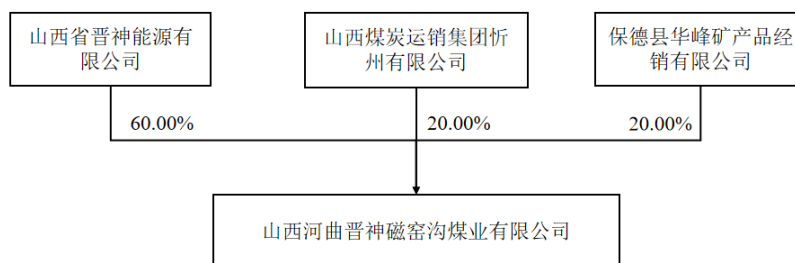 山西省晋神能源有
限公司
山西煤炭运销集团忻
州有限公司
保德县华峰矿产品经
销有限公司
60.00%
20.00%
20.00%
山西河曲晋神磁窑沟煤业有限公司